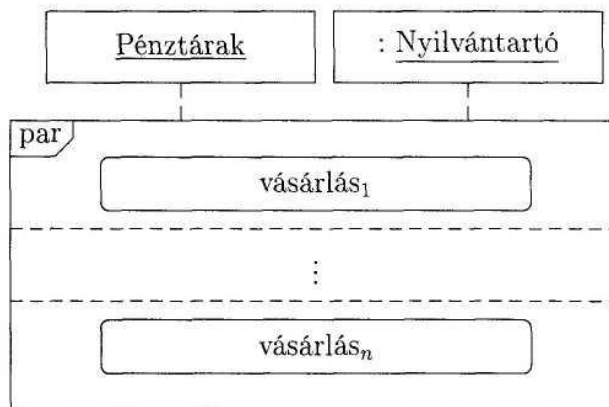 Pénztárak : Nyilvántartó
par
vásárlás₁
⋮
vásárlásₙ